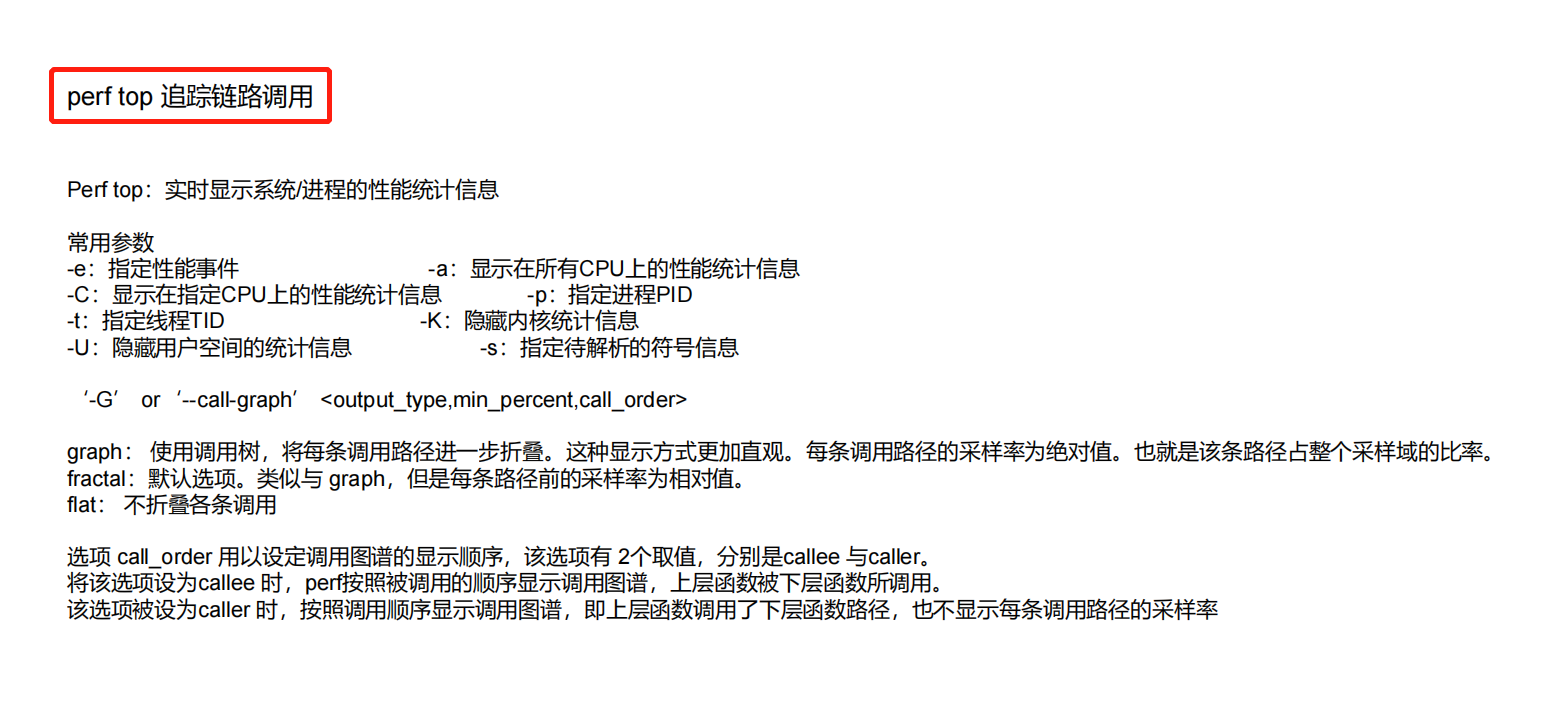 perf top 追踪链路调用
Perf top：实时显示系统/进程的性能统计信息
常用参数
-e：指定性能事件 -a：显示在所有CPU上的性能统计信息
-C：显示在指定CPU上的性能统计信息 -p：指定进程PID
-t：指定线程TID -K：隐藏内核统计信息
-U：隐藏用户空间的统计信息 -s：指定待解析的符号信息
‘-G’ or ‘--call-graph’ <output_type,min_percent,call_order>
graph： 使用调用树，将每条调用路径进一步折叠。这种显示方式更加直观。每条调用路径的采样率为绝对值。也就是该条路径占整个采样域的比率。
fractal：默认选项。类似与 graph，但是每条路径前的采样率为相对值。
flat： 不折叠各条调用
选项 call_order 用以设定调用图谱的显示顺序，该选项有 2个取值，分别是callee 与caller。
将该选项设为callee 时，perf按照被调用的顺序显示调用图谱，上层函数被下层函数所调用。
该选项被设为caller 时，按照调用顺序显示调用图谱，即上层函数调用了下层函数路径，也不显示每条调用路径的采样率